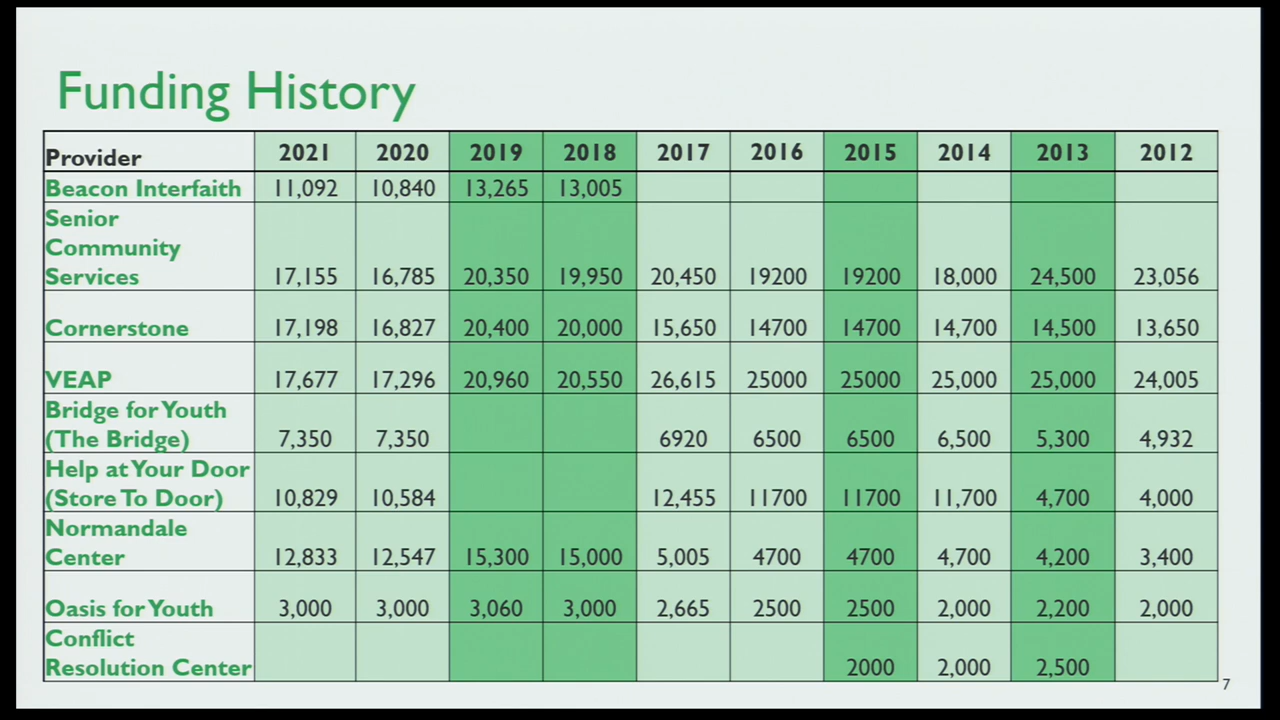 Funding History
Provider 2021 2020 2019 2018 2017 2016 2015 2014 2013 2012
Beacon Interfaith 11,092 10,840 13,265 13,005
Senior
Community
Services 17,155 16,785 20,350 19,950 20,450 19200 19200 18,000 24,500 23,056
Cornerstone 17,198 16,827 20,400 20,000 15,650 14700 14700 14,700 14,500 13,650
VEAP 17,677 17,296 20,960 20,550 26,615 25000 25000 25,000 25,000 24,005
Bridge for Youth
(The Bridge) 7,350 7,350 6920 6500 6500 6,500 5,300 4,932
Help at Your Door
(Store To Door) 10,829 10,584 12,455 11700 11700 11,700 4,700 4,000
Normandale
Center 12,833 12,547 15,300 15,000 5,005 4700 4700 4,700 4,200 3,400
Oasis for Youth 3,000 3,000 3,060 3,000 2,665 2500 2500 2,000 2,200 2,000
Conflict
Resolution Center 2000 2,000 2,500
7